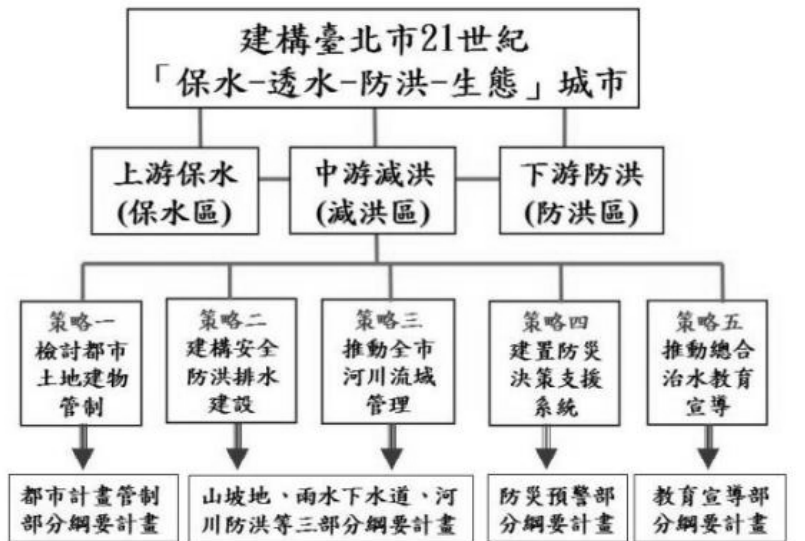 建構臺北市21世紀
「保水-透水-防洪-生態」城市
上游保水
(保水區)
中游減洪
(減洪區)
下游防洪
(防洪區)
策略一
檢討都市
土地建物
管制
策略二
建構安全
防洪排水
建設
策略三
推動全市
河川流域
管理
策略四
建置防災
決策支援
系統
策略五
推動總合
治水教育
宣導
都市計畫管制
部分綱要計畫
山坡地、雨水下水道、河
川防洪等三部分綱要計畫
防災預警部
分綱要計畫
教育宣導部
分綱要計畫